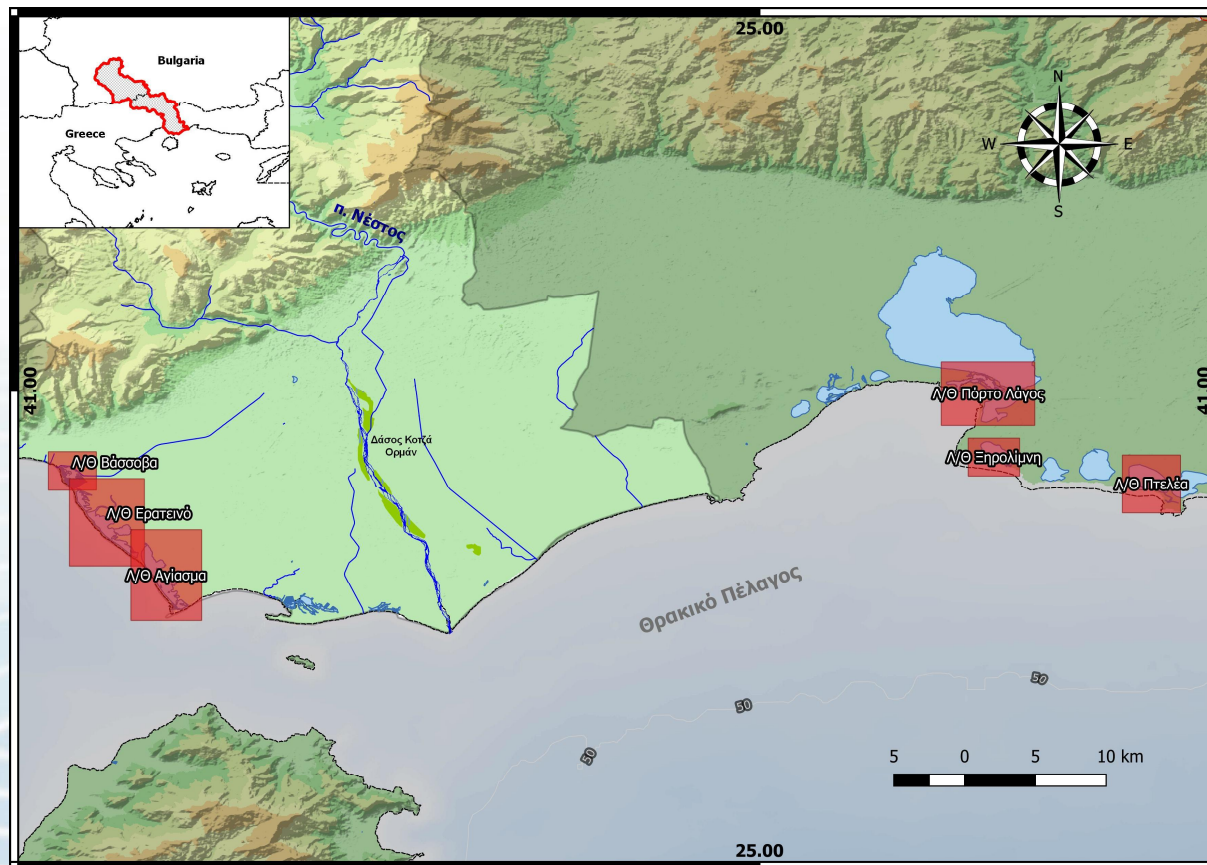 25.00
Bulgaria
Greece
N
W
E
S
π. Νέστος
41.00
41.00
Λ/Θ Πόρτο Λάγος
Δάσος Κοτζά
Ορμάν
Λ/Θ Βάσσοβα
Λ/Θ Ξηρολίμνη
Λ/Θ Πτελέα
Λ/Θ Ερατεινό
Λ/Θ Αγίασμα
Θρακικό Πέλαγος
50
50
50
5 0 5 10 km
25.00